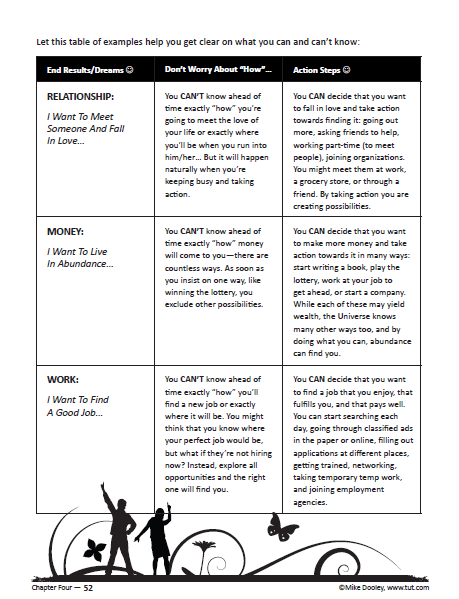 Let this table of examples help you get clear on what you can and can't know:
End Results/Dreams ☺
Don't Worry About "How"...
Action Steps ☺
RELATIONSHIP:
I Want To Meet
Someone And Fall
In Love...
You CAN'T know ahead of
time exactly "how" you're
going to meet the love of
your life or exactly where
you'll be when you run into
him/her... But it will happen
naturally when you're
keeping busy and taking
action.
You CAN decide that you want
to fall in love and take action
towards finding it: going out
more, asking friends to help,
working part-time (to meet
people), joining organizations.
You might meet them at work,
a grocery store, or through a
friend. By taking action you are
creating possibilities.
MONEY:
I Want To Live
In Abundance...
You CAN'T know ahead of
time exactly "how" money
will come to you—there are
countless ways. As soon as
you insist on one way, like
winning the lottery, you
exclude other possibilities.
You CAN decide that you want
to make more money and take
action towards it in many ways:
start writing a book, play the
lottery, work at your job to
get ahead, or start a company.
While each of these may yield
wealth, the Universe knows
many other ways too, and by
doing what you can, abundance
can find you.
WORK:
I Want To Find
A Good Job...
You CAN'T know ahead of
time exactly "how" you'll
find a new job or exactly
where it will be. You might
think that you know where
your perfect job would be,
but what if they're not hiring
now? Instead, explore all
opportunities and the right
one will find you.
You CAN decide that you want
to find a job that you enjoy, that
fulfills you, and that pays well.
You can start searching each
day, going through classified ads
in the paper or online, filling out
applications at different places,
getting trained, networking,
taking temporary temp work,
and joining employment
agencies.
Chapter Four — 52
©Mike Dooley, www.tut.com